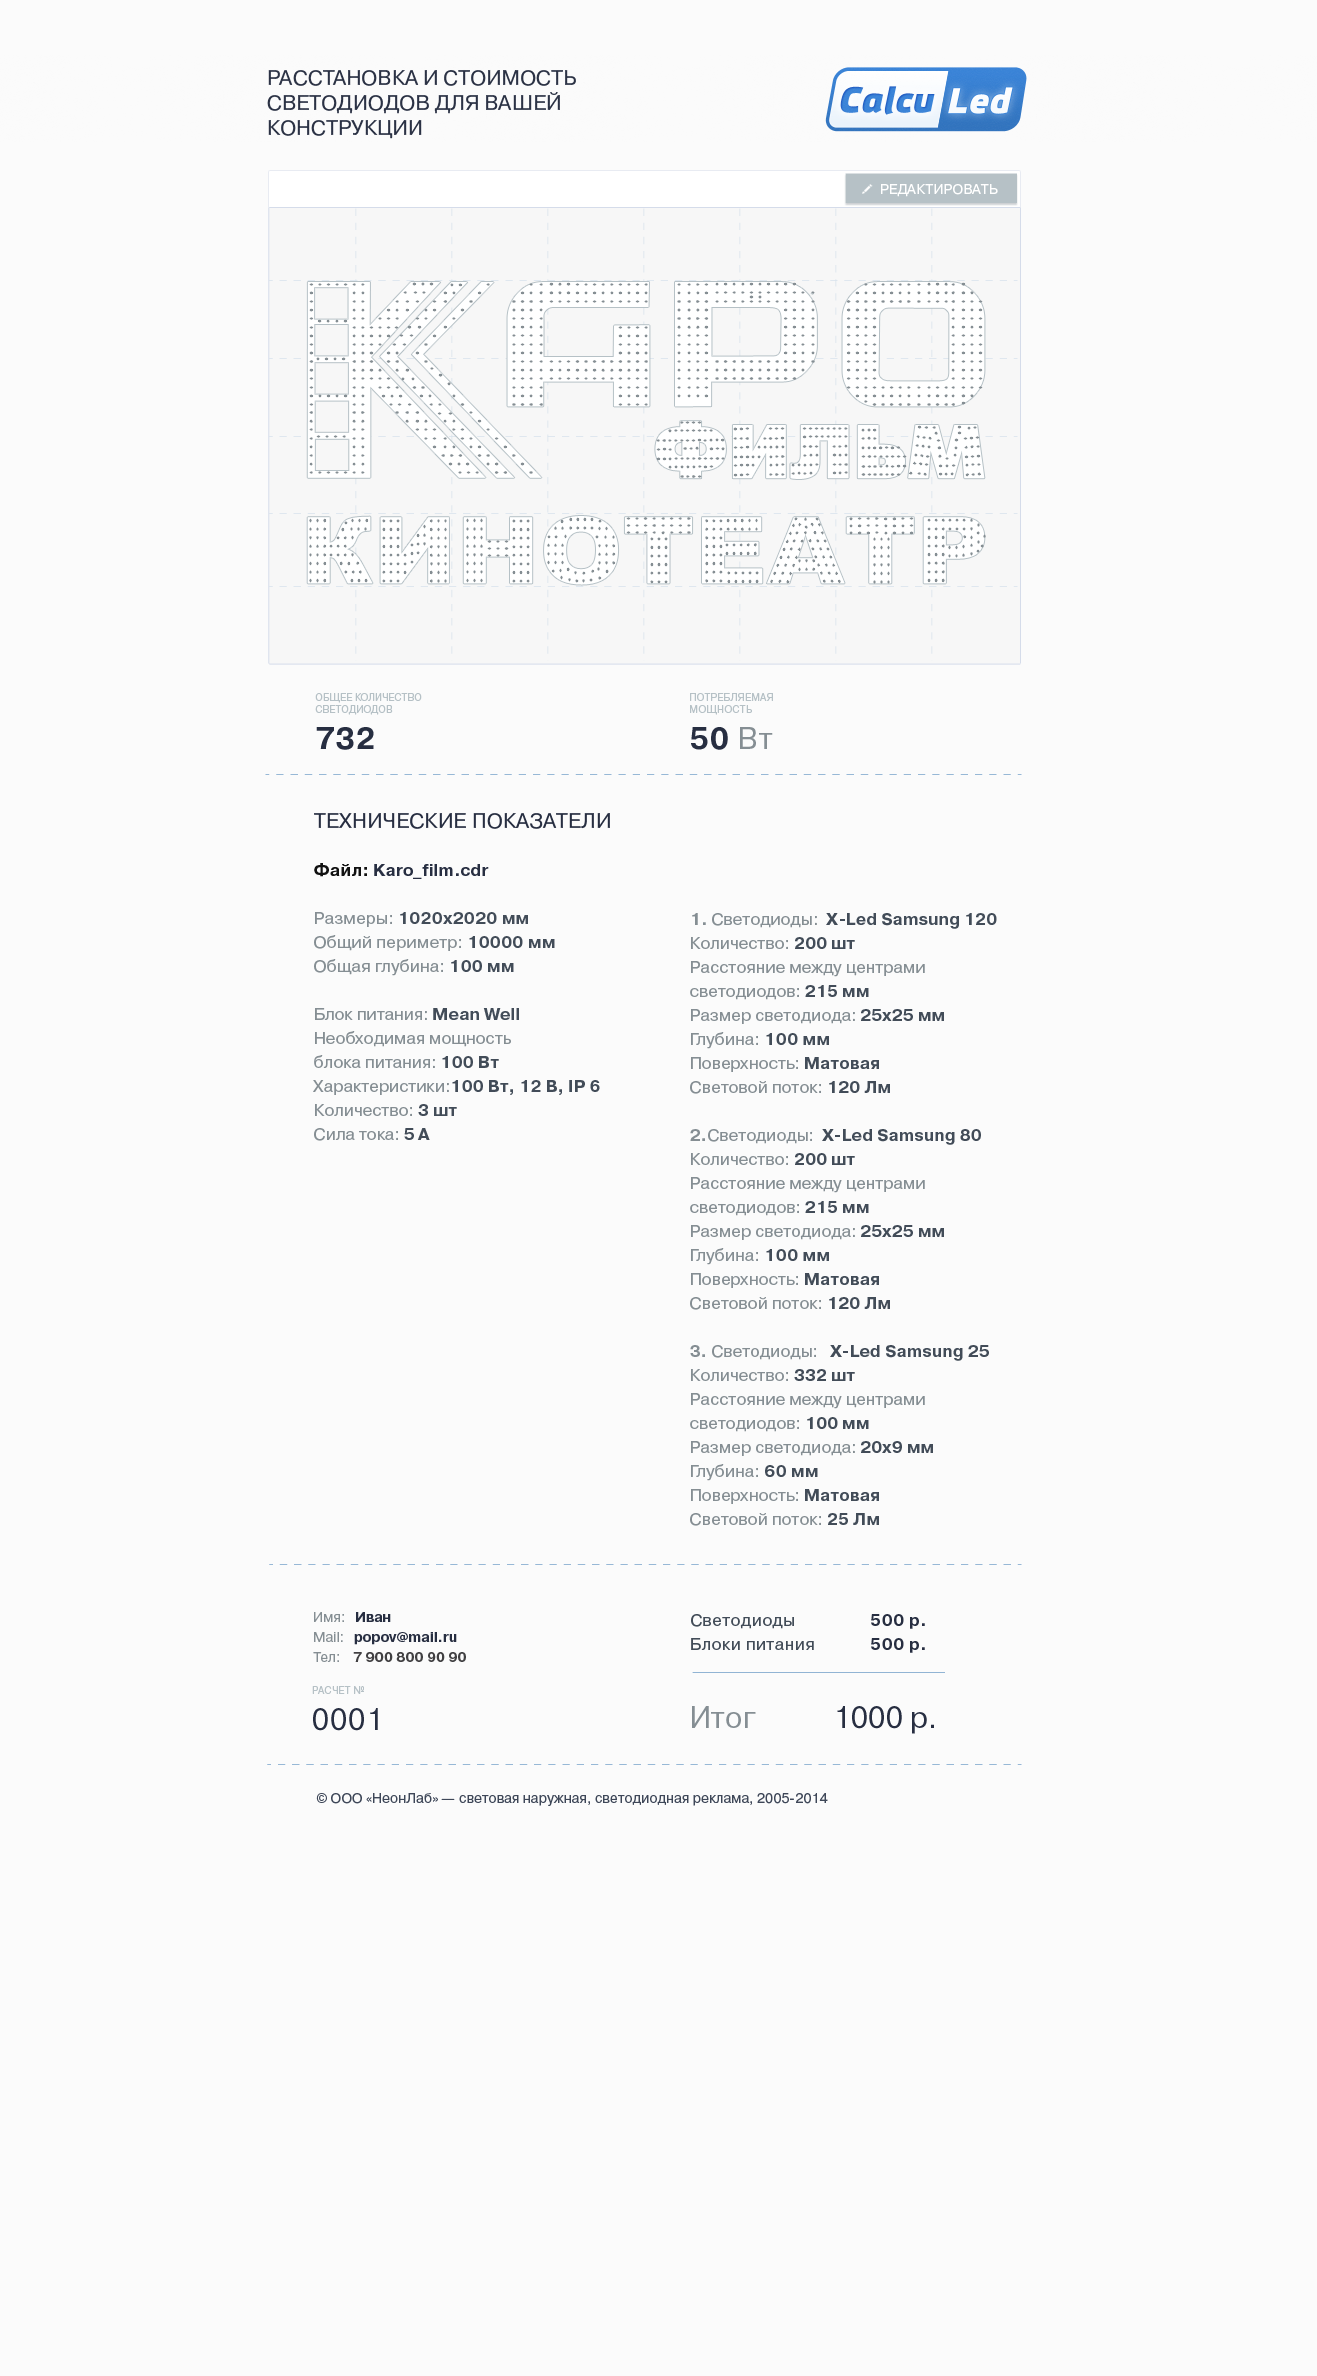 РАССТАНОВКА И СТОИМОСТЬ
СВЕТОДИОДОВ ДЛЯ ВАШЕЙ
КОНСТРУКЦИИ
Calcu Led
РЕДАКТИРОВАТЬ
КАРО
ФИЛЬМ
КИНОТЕАТР
ОБЩЕЕ КОЛИЧЕСТВО
СВЕТОДИОДОВ
732
ПОТРЕБЛЯЕМАЯ
МОЩНОСТЬ
50 Вт
ТЕХНИЧЕСКИЕ ПОКАЗАТЕЛИ
Файл: Karo_film.cdr
Размеры: 1020x2020 мм
Общий периметр: 10000 мм
Общая глубина: 100 мм
Блок питания: Mean Well
Необходимая мощность
блока питания: 100 Вт
Характеристики:100 Вт, 12 В, IP 6
Количество: 3 шт
Сила тока: 5 А
1. Светодиоды: X-Led Samsung 120
Количество: 200 шт
Расстояние между центрами
светодиодов: 215 мм
Размер светодиода: 25x25 мм
Глубина: 100 мм
Поверхность: Матовая
Световой поток: 120 Лм
2.Светодиоды: X-Led Samsung 80
Количество: 200 шт
Расстояние между центрами
светодиодов: 215 мм
Размер светодиода: 25x25 мм
Глубина: 100 мм
Поверхность: Матовая
Световой поток: 120 Лм
3. Светодиоды: X-Led Samsung 25
Количество: 332 шт
Расстояние между центрами
светодиодов: 100 мм
Размер светодиода: 20x9 мм
Глубина: 60 мм
Поверхность: Матовая
Световой поток: 25 Лм
Имя: Иван
Mail: popov@mail.ru
Тел: 7 900 800 90 90
РАСЧЕТ №
0001
Светодиоды 500 р.
Блоки питания 500 р.
Итог 1000 р.
© ООО «НеонЛаб» — световая наружная, светодиодная реклама, 2005-2014